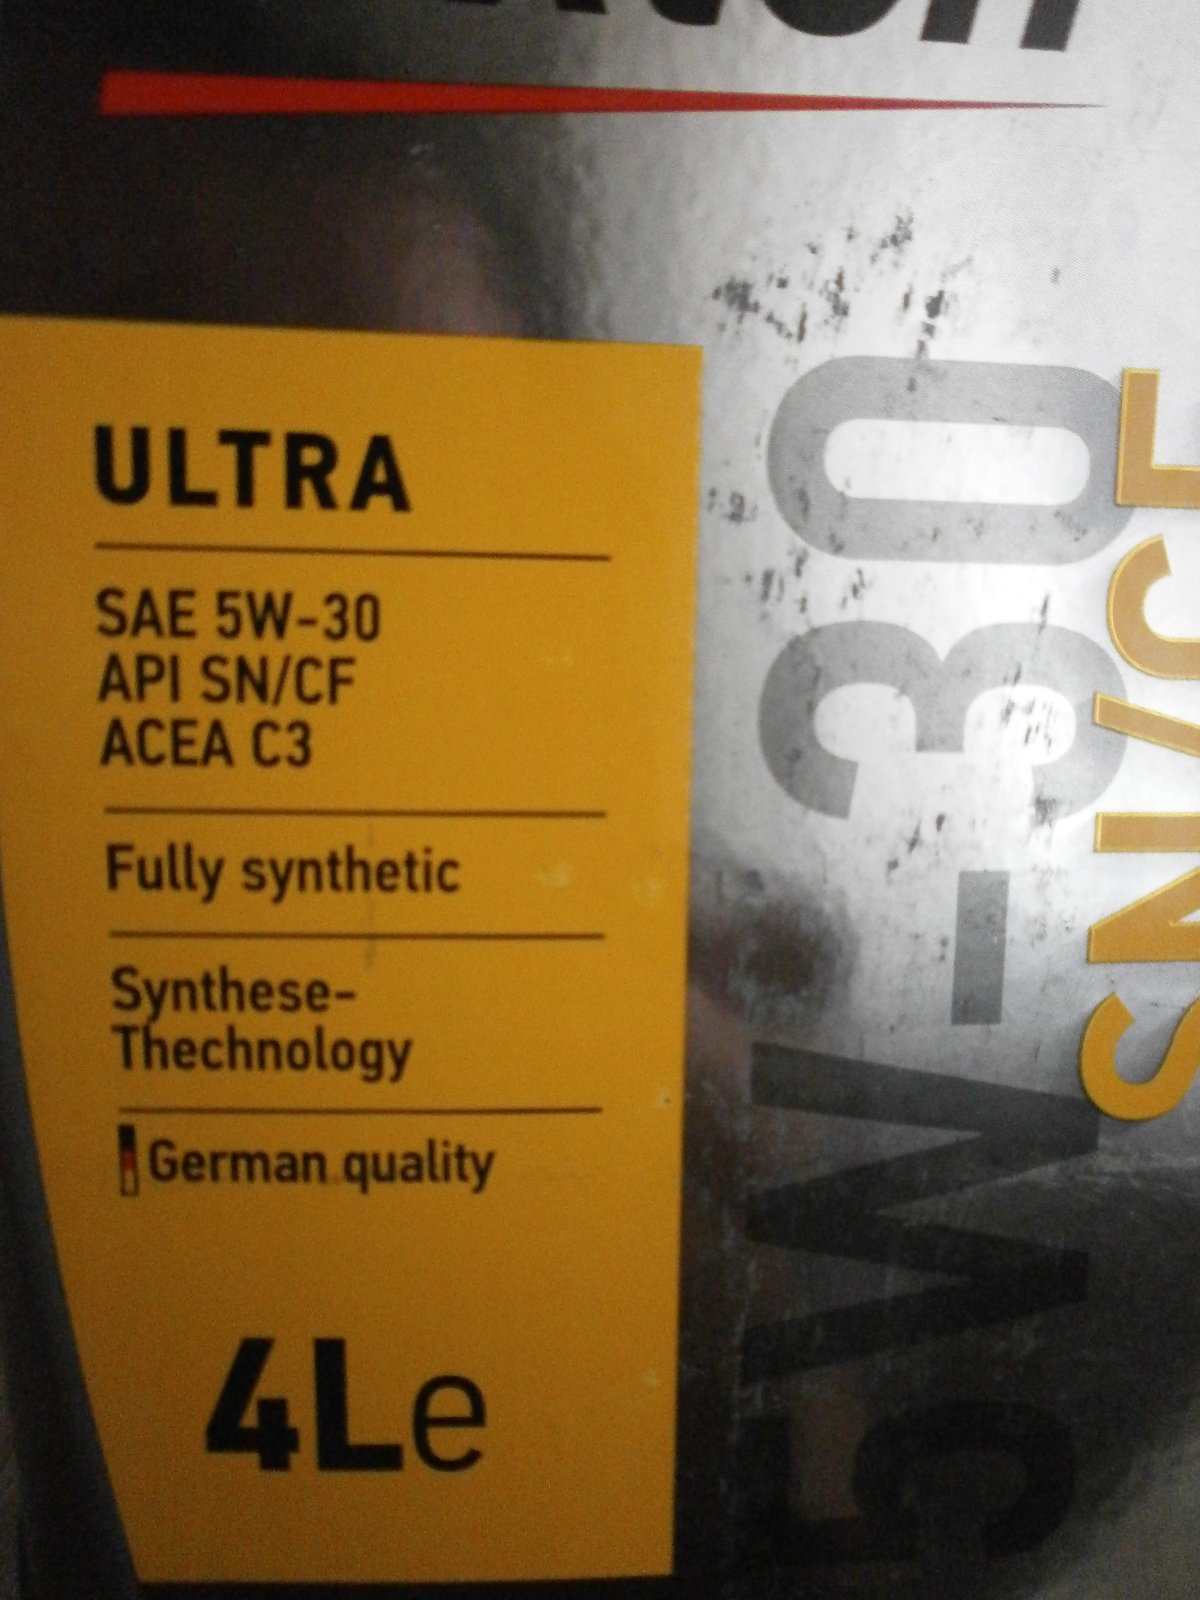 ULTRA
SAE 5W-30
API SN/CF
ACEA C3
Fully synthetic
Synthese-
Thechnology
German quality
4Le
5W-30
SN/CF